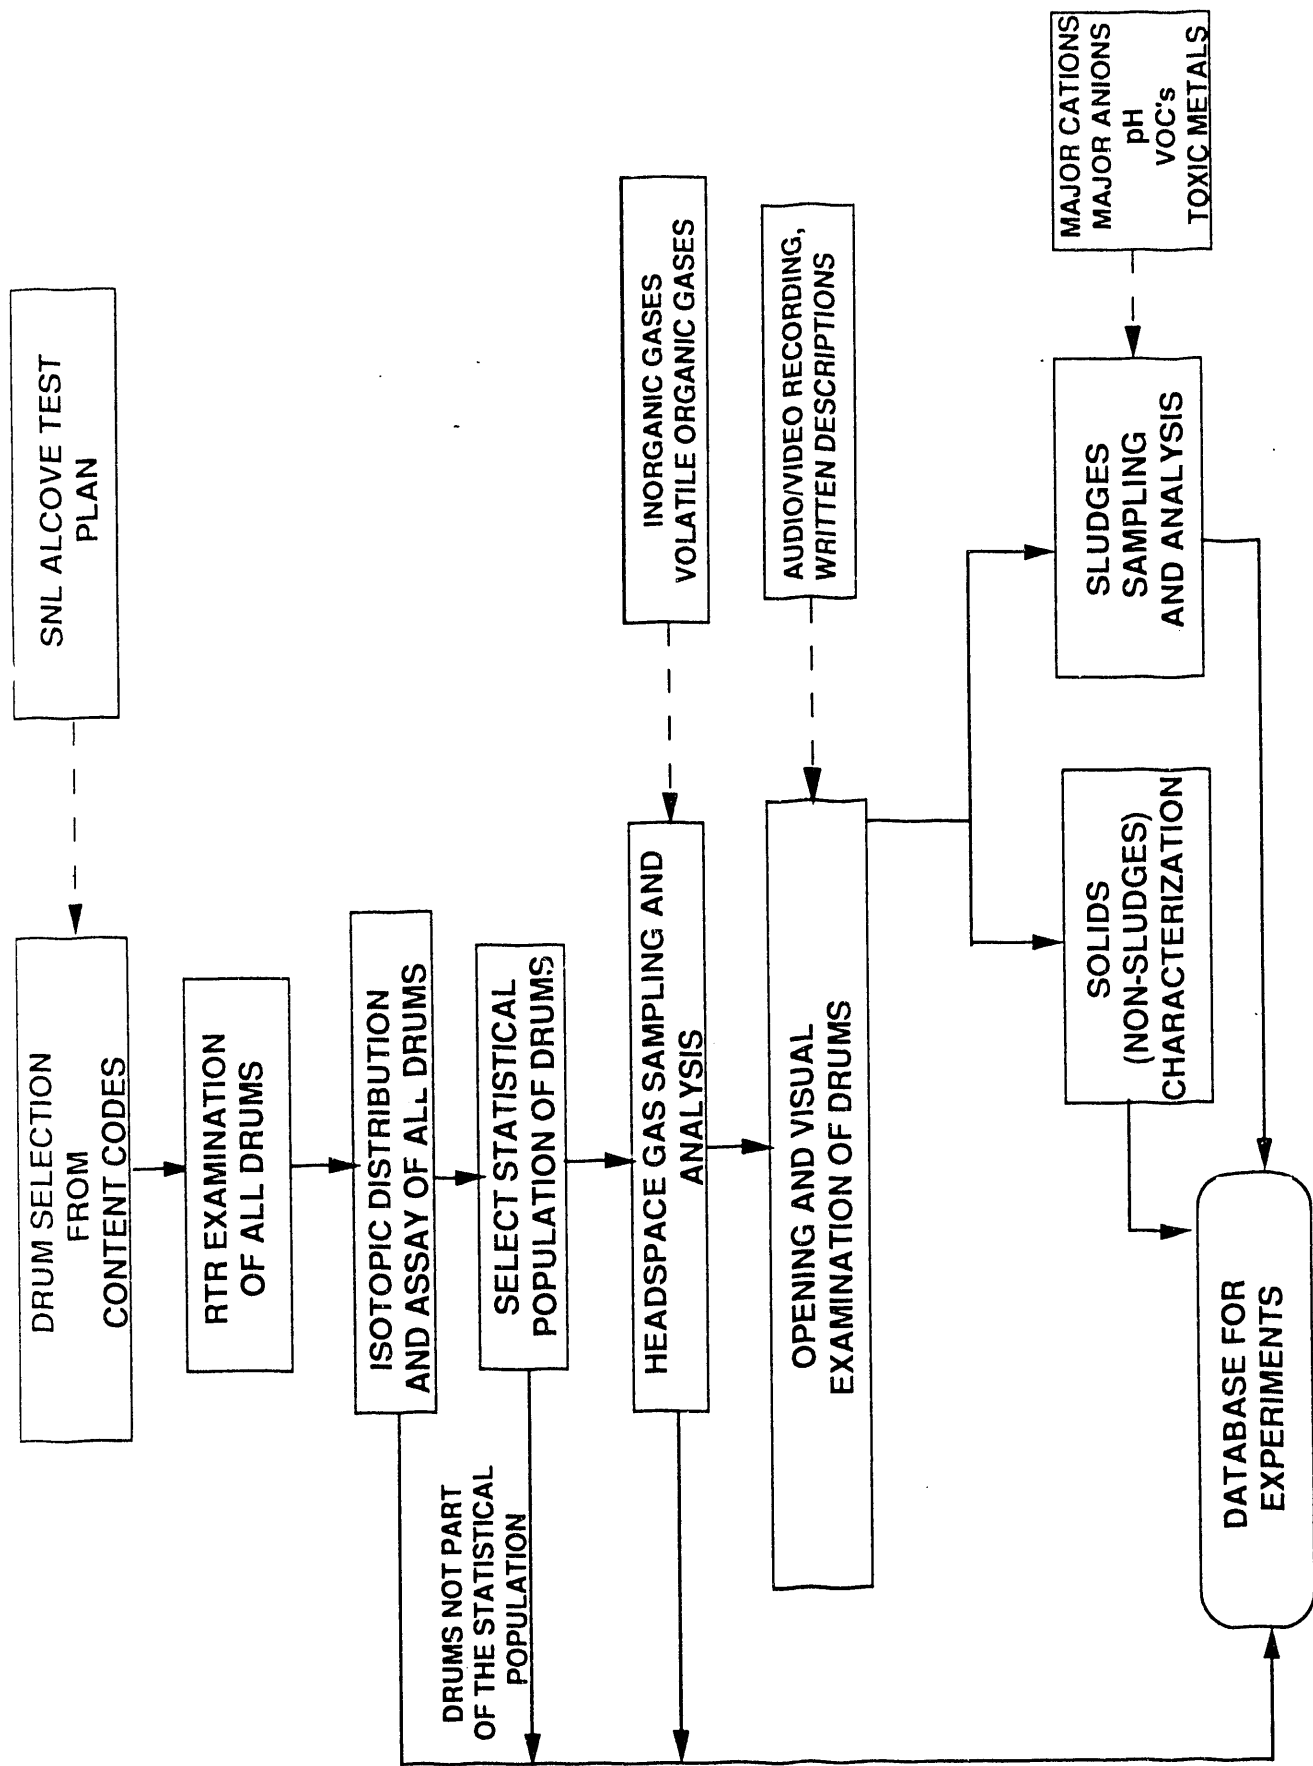 SNL ALCOVE TEST
PLAN
DRUM SELECTION
FROM
CONTENT CODES
RTR EXAMINATION
OF ALL DRUMS
ISOTOPIC DISTRIBUTION
AND ASSAY OF ALL DRUMS
SELECT STATISTICAL
POPULATION OF DRUMS
DRUMS NOT PART
OF THE STATISTICAL
POPULATION
INORGANIC GASES
VOLATILE ORGANIC GASES
HEADSPACE GAS SAMPLING AND
ANALYSIS
AUDIO/VIDEO RECORDING,
WRITTEN DESCRIPTIONS
OPENING AND VISUAL
EXAMINATION OF DRUMS
MAJOR CATIONS
MAJOR ANIONS
pH
VOC's
TOXIC METALS
SLUDGES
SAMPLING
AND ANALYSIS
SOLIDS
(NON-SLUDGES)
CHARACTERIZATION
DATABASE FOR
EXPERIMENTS